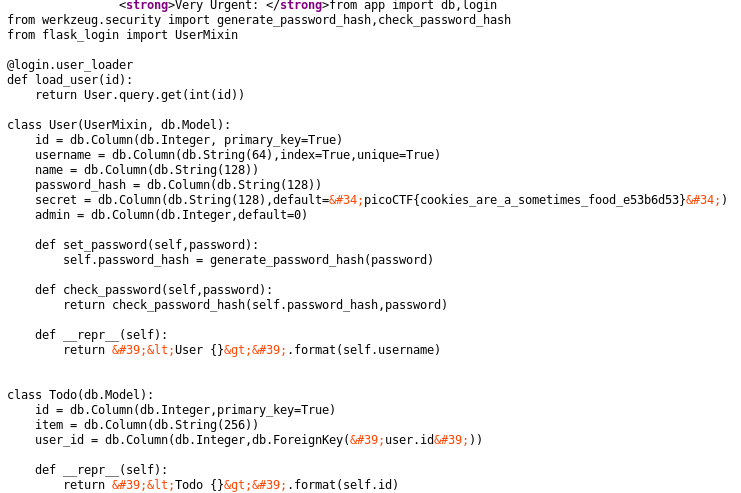 <strong>Very Urgent: </strong>from app import db,login
from werkzeug.security import generate_password_hash,check_password_hash
from flask_login import UserMixin
@login.user_loader
def load_user(id):
    return User.query.get(int(id))
class User(UserMixin, db.Model):
    id = db.Column(db.Integer, primary_key=True)
    username = db.Column(db.String(64),index=True,unique=True)
    name = db.Column(db.String(128))
    password_hash = db.Column(db.String(128))
    secret = db.Column(db.String(128),default=&#34;picoCTF{cookies_are_a_sometimes_food_e53b6d53}&#34;)
    admin = db.Column(db.Integer,default=0)
    def set_password(self,password):
        self.password_hash = generate_password_hash(password)
    def check_password(self,password):
        return check_password_hash(self.password_hash,password)
    def __repr__(self):
        return &#39;&lt;User {}&gt;&#39;.format(self.username)
class Todo(db.Model):
    id = db.Column(db.Integer,primary_key=True)
    item = db.Column(db.String(256))
    user_id = db.Column(db.Integer,db.ForeignKey(&#39;user.id&#39;))
    def __repr__(self):
        return &#39;&lt;Todo {}&gt;&#39;.format(self.id)